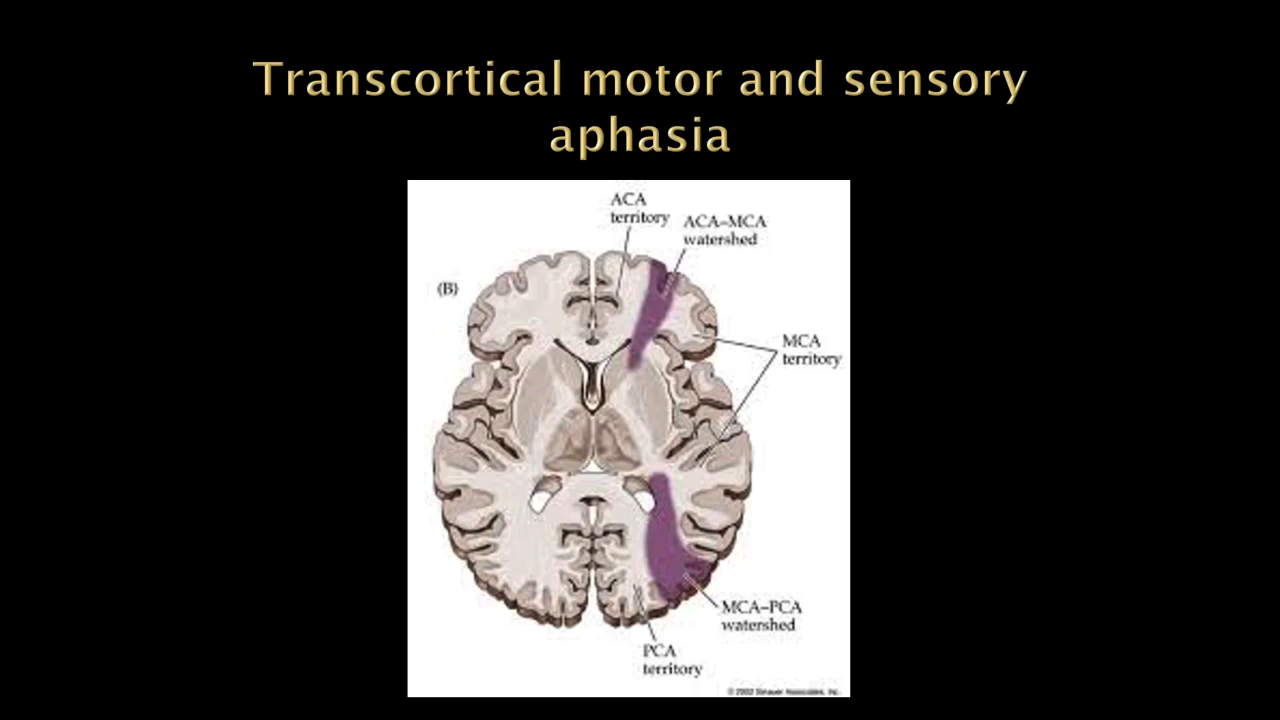 Transcortical motor and sensory
aphasia
ACA
territory
ACA–MCA
watershed
(B)
MCA
territory
MCA–PCA
watershed
PCA
territory
© 2002 Sinauer Associates, Inc.